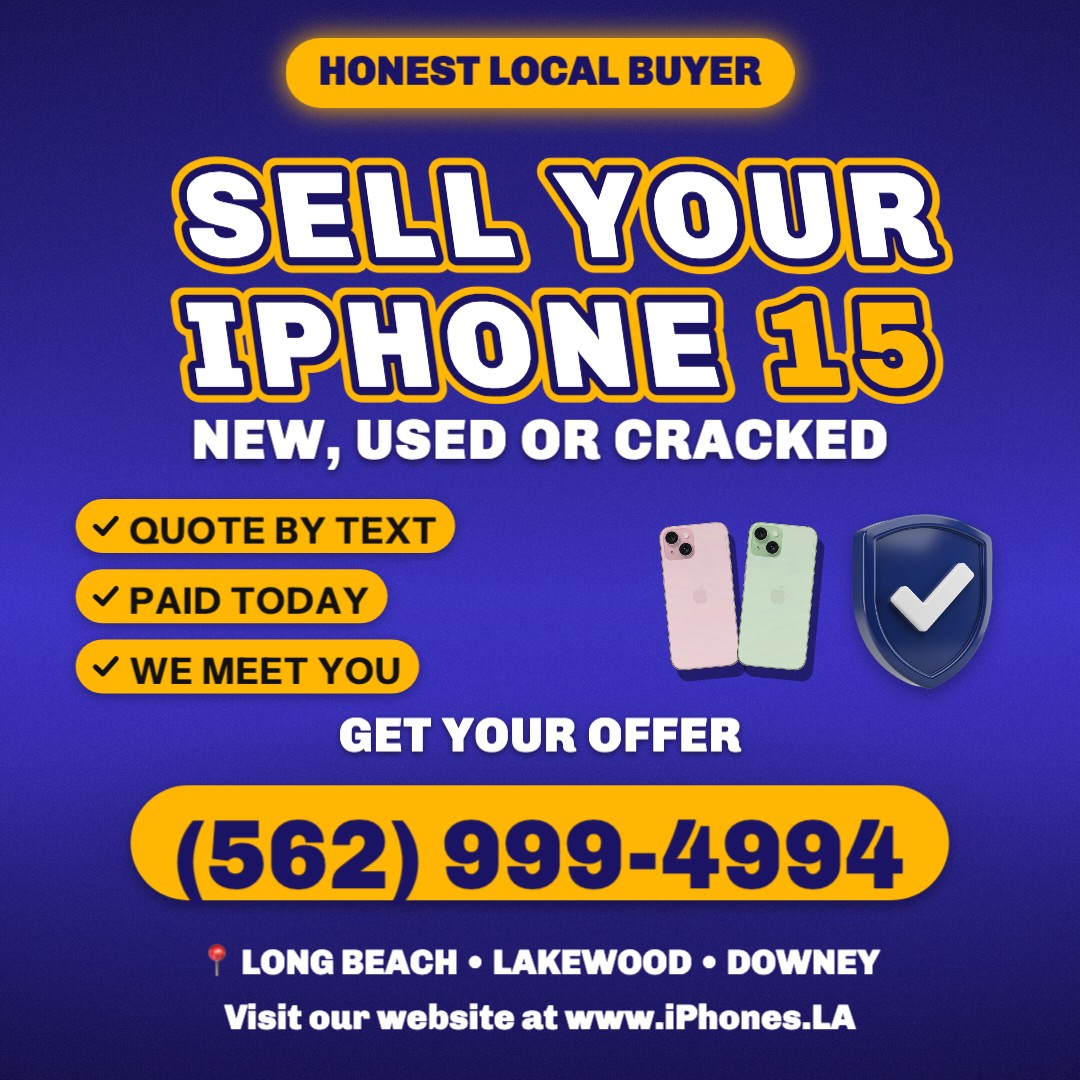 HONEST LOCAL BUYER
SELL YOUR
IPHONE 15
NEW, USED OR CRACKED
QUOTE BY TEXT
PAID TODAY
WE MEET YOU
GET YOUR OFFER
(562) 999-4994
LONG BEACH • LAKEWOOD • DOWNEY
Visit our website at www.iPhones.LA